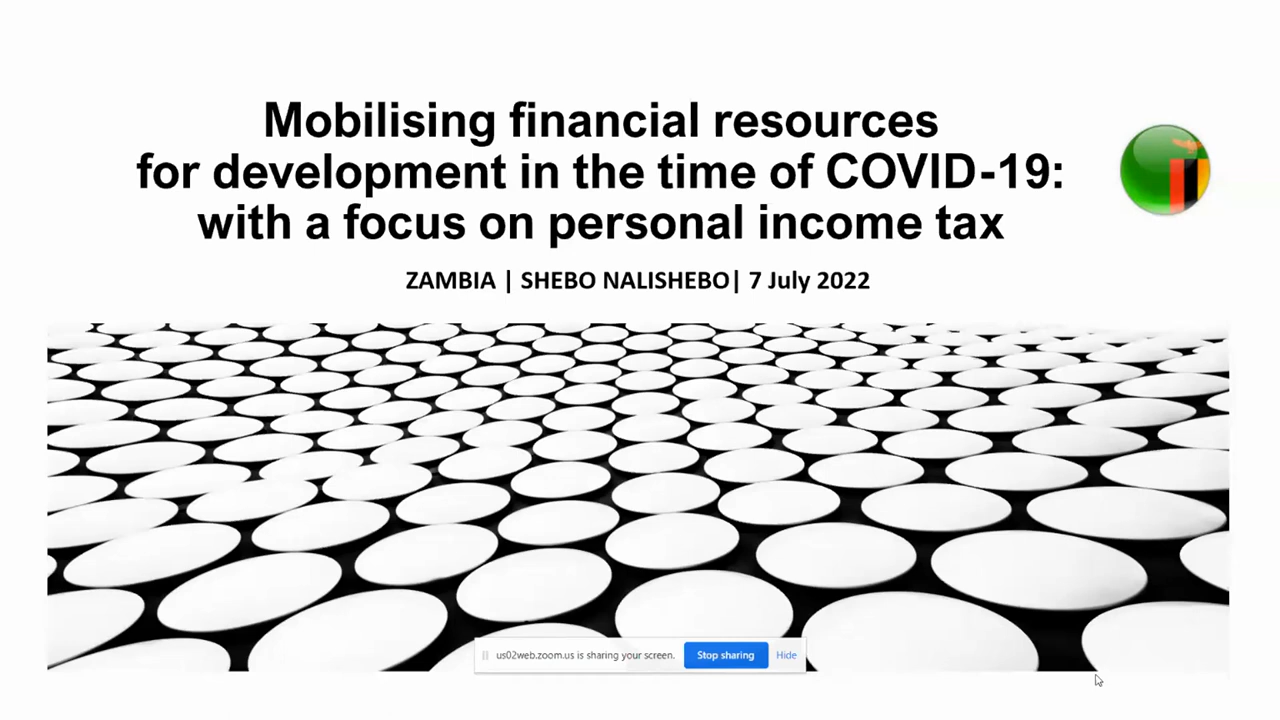 Mobilising financial resources
for development in the time of COVID-19:
with a focus on personal income tax
ZAMBIA | SHEBO NALISHEBO| 7 July 2022
us02web.zoom.us is sharing your screen. Stop sharing Hide